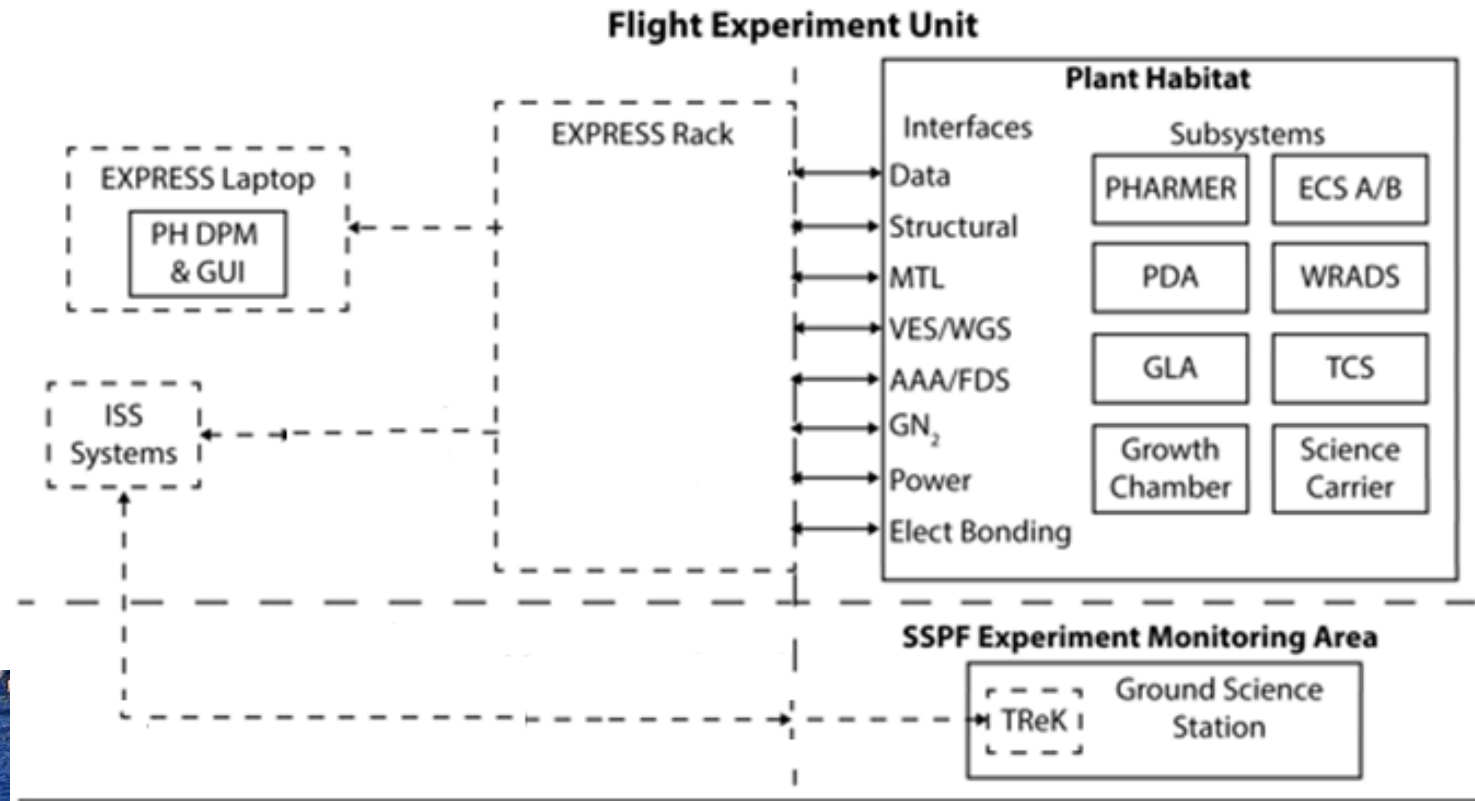 Flight Experiment Unit
EXPRESS Laptop
PH DPM
& GUI
ISS
Systems
EXPRESS Rack
Plant Habitat
Interfaces
Data
Structural
MTL
VES/WGS
AAA/FDS
GN₂
Power
Elect Bonding
Subsystems
PHARMER
ECS A/B
PDA
WRADS
GLA
TCS
Growth
Chamber
Science
Carrier
SSPF Experiment Monitoring Area
TReK
Ground Science
Station